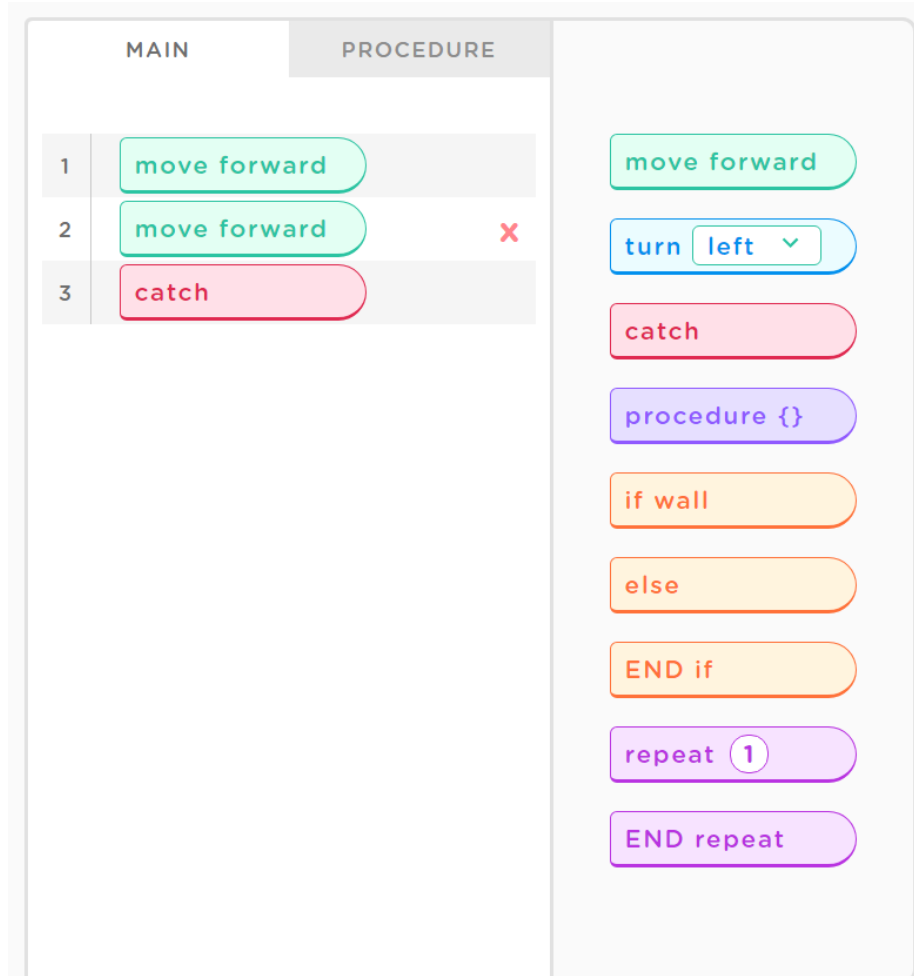 MAIN
PROCEDURE
1 move forward
2 move forward x
3 catch
move forward
turn left
catch
procedure {}
if wall
else
END if
repeat 1
END repeat